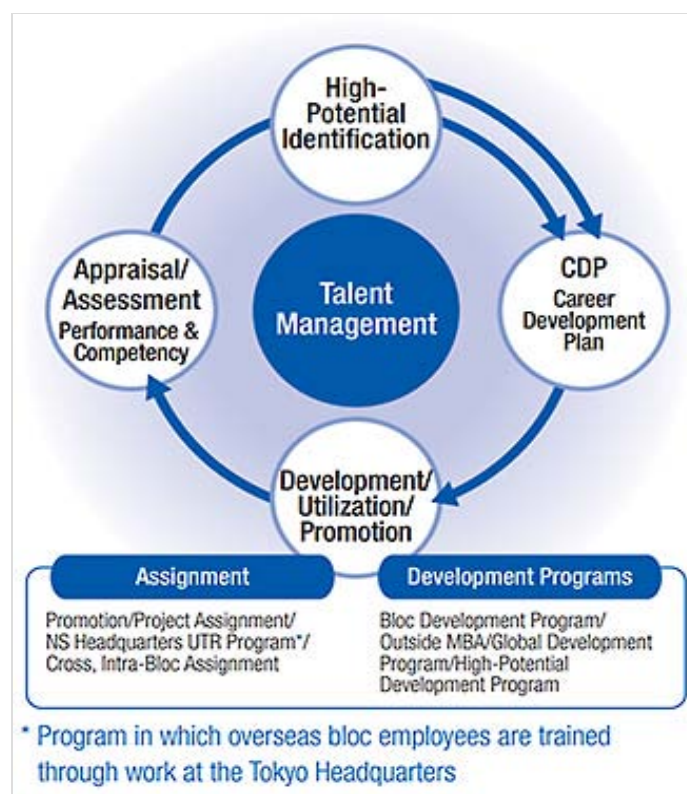 High-
Potential
Identification
Appraisal/
Assessment
Performance &
Competency
Talent
Management
CDP
Career
Development
Plan
Development/
Utilization/
Promotion
Assignment
Promotion/Project Assignment/
NS Headquarters UTR Program*/
Cross, Intra-Bloc Assignment
Development Programs
Bloc Development Program/
Outside MBA/Global Development
Program/High-Potential
Development Program
* Program in which overseas bloc employees are trained
through work at the Tokyo Headquarters